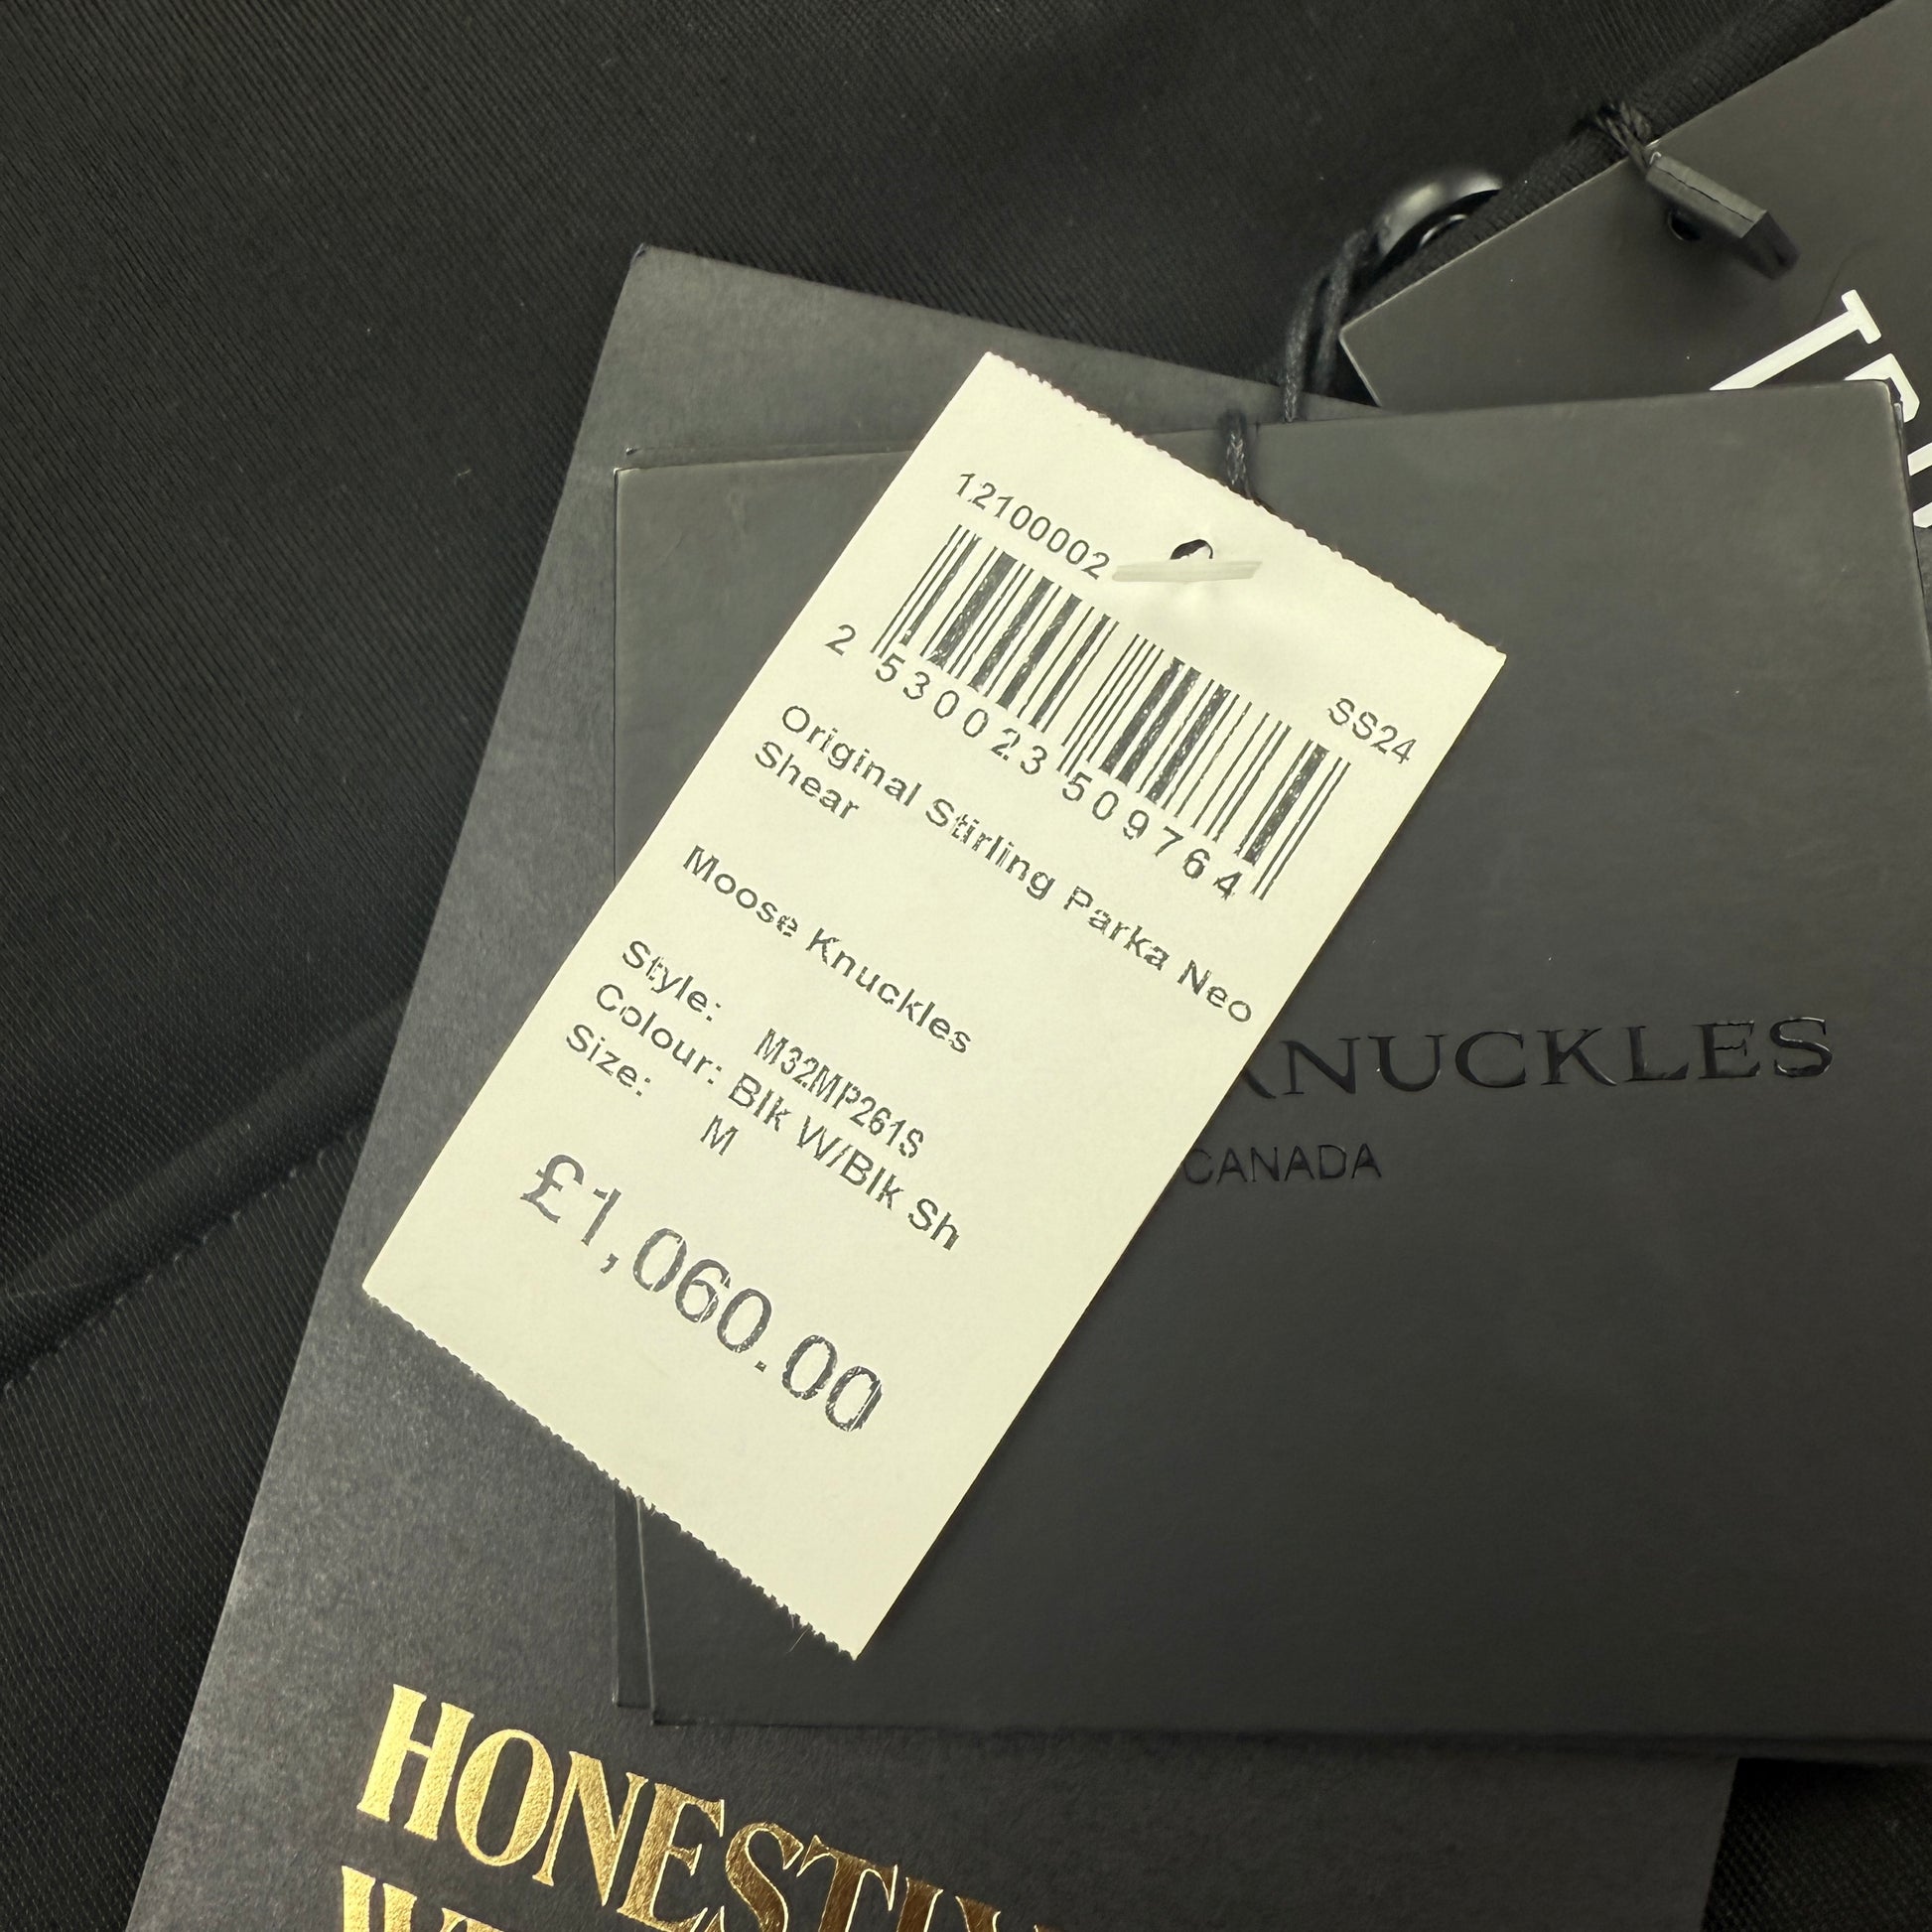 12100002
SS24
2 530023 509764
Original Stirling Parka Neo
Shear
Moose Knuckles
Style: M32MP261S
Colour: Blk W/Blk Sh
Size: M
£1,060.00
KNUCKLES
CANADA